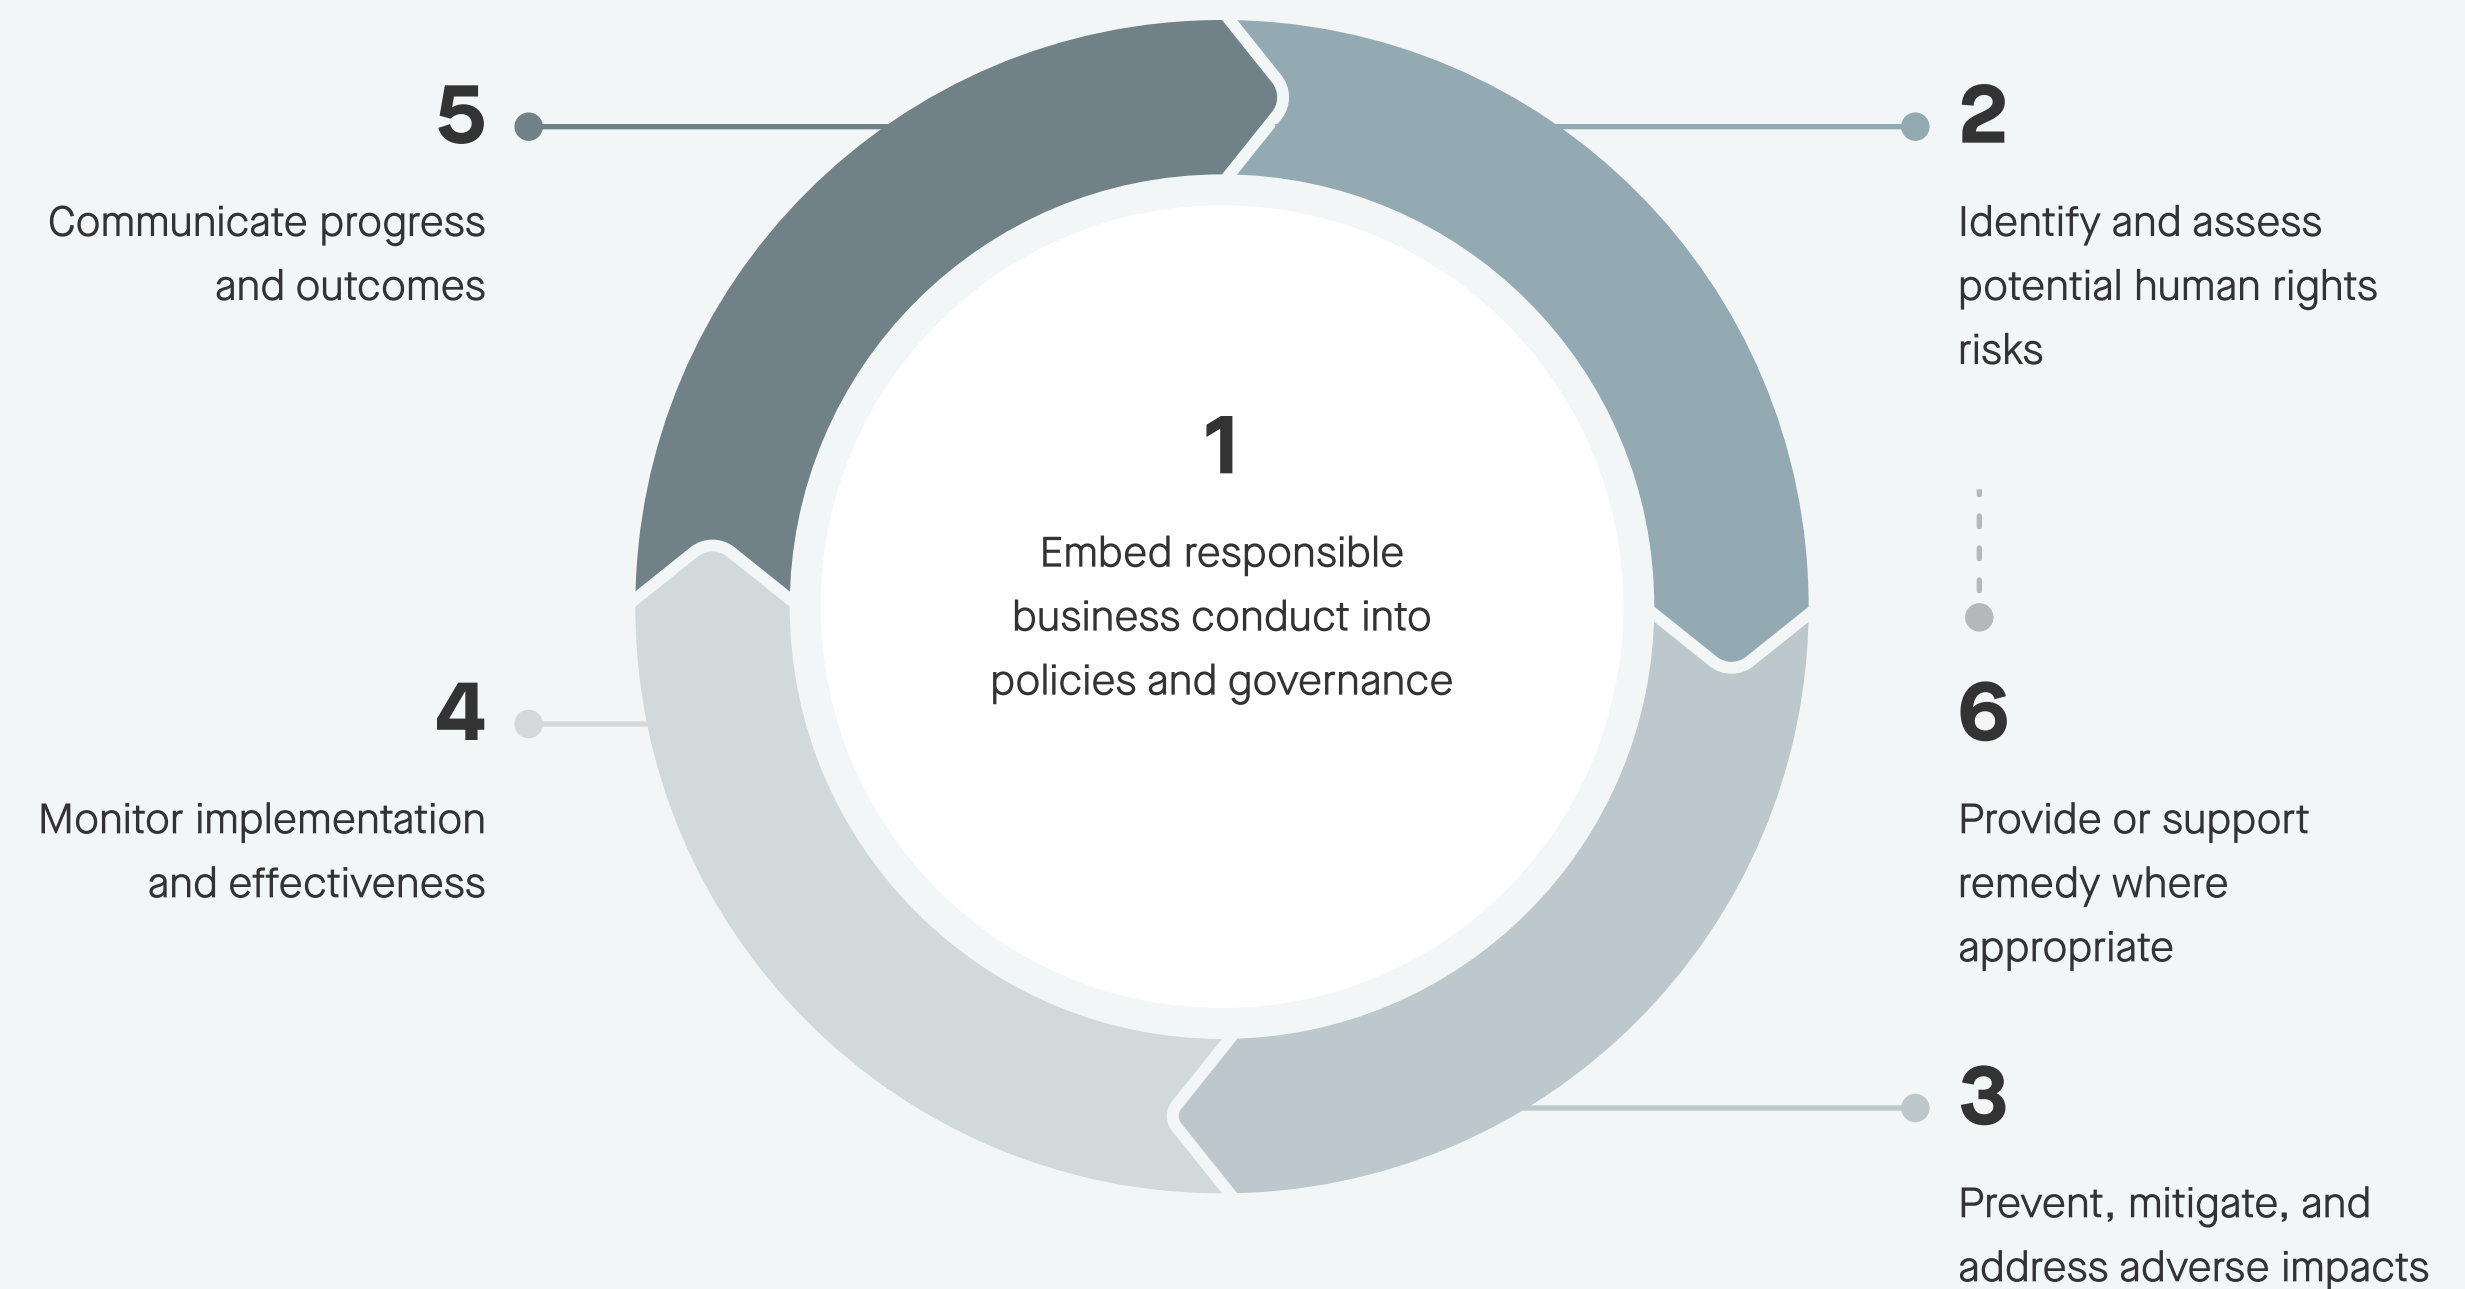 1
Embed responsible
business conduct into
policies and governance
2
Identify and assess
potential human rights
risks
3
Prevent, mitigate, and
address adverse impacts
4
Monitor implementation
and effectiveness
5
Communicate progress
and outcomes
6
Provide or support
remedy where
appropriate